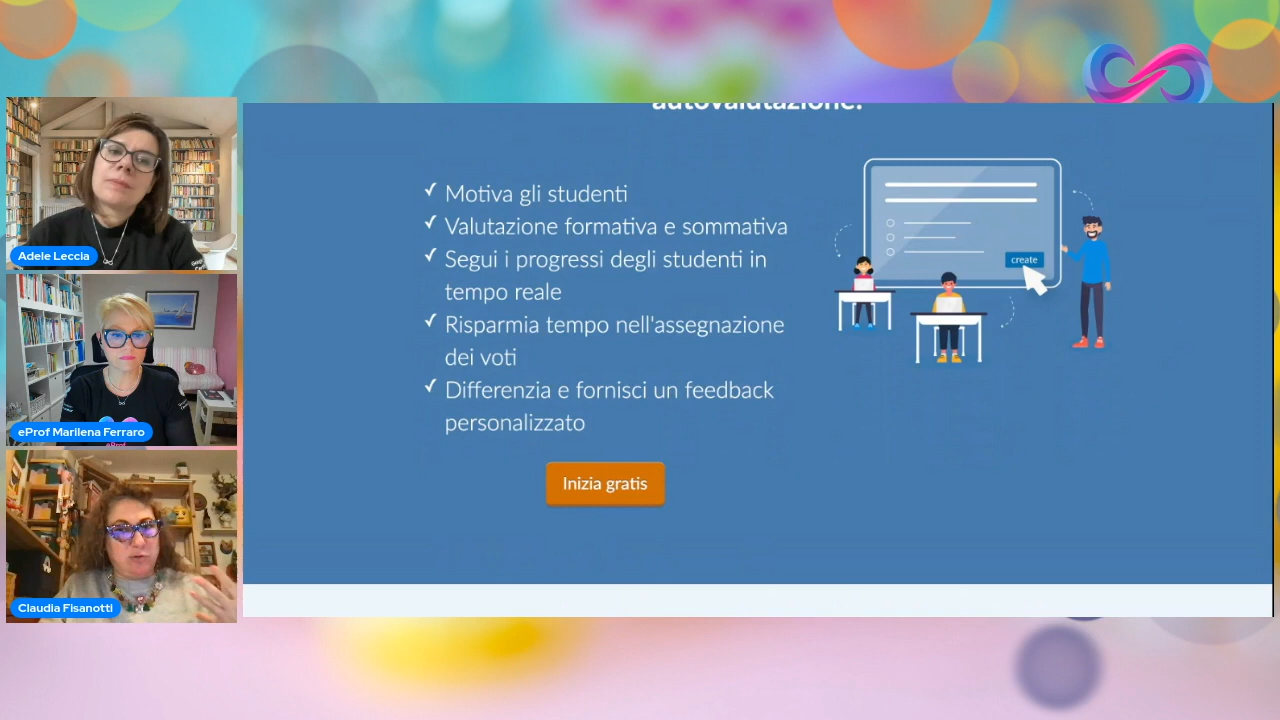 autovalutazione!
Motiva gli studenti
Valutazione formativa e sommativa
Segui i progressi degli studenti in
tempo reale
Risparmia tempo nell'assegnazione
dei voti
Differenzia e fornisci un feedback
personalizzato
Inizia gratis
create
Adele Leccia
eProf Marilena Ferraro
eProf
Claudia Fisanotti